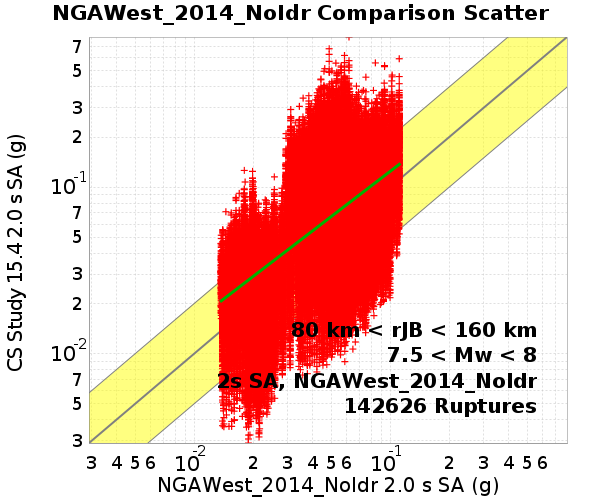 NGAWest_2014_NoIdr Comparison Scatter
CS Study 15.4 2.0 s SA (g)
7
5
3
2
10-1
7
5
3
2
10-2
7
5
3
80 km < rJB < 160 km
7.5 < Mw < 8
2s SA, NGAWest_2014_NoIdr
142626 Ruptures
3 4 5 6 10-2 2 3 4 5 6 10-1 2 3 4 5 6
NGAWest_2014_NoIdr 2.0 s SA (g)